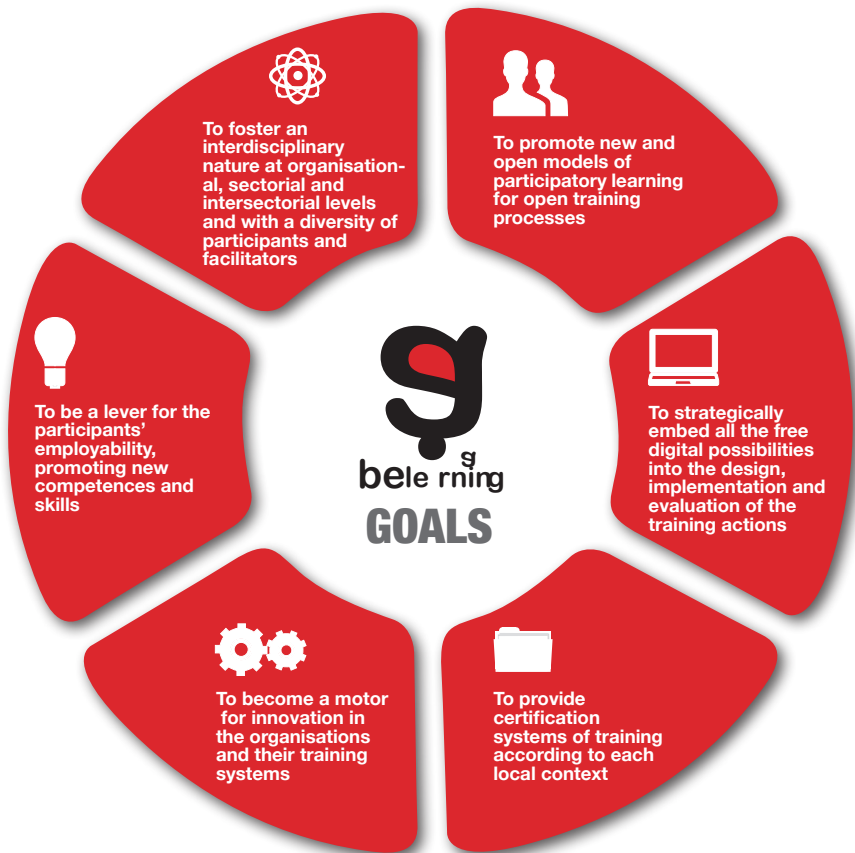 To foster an
interdisciplinary
nature at organisation-
al, sectorial and
intersectorial levels
and with a diversity of
participants and
facilitators
To promote new and
open models of
participatory learning
for open training
processes
To be a lever for the
participants'
employability,
promoting new
competences and
skills
bele rning
GOALS
To strategically
embed all the free
digital possibilities
into the design,
implementation and
evaluation of the
training actions
To become a motor
for innovation in
the organisations
and their training
systems
To provide
certification
systems of training
according to each
local context